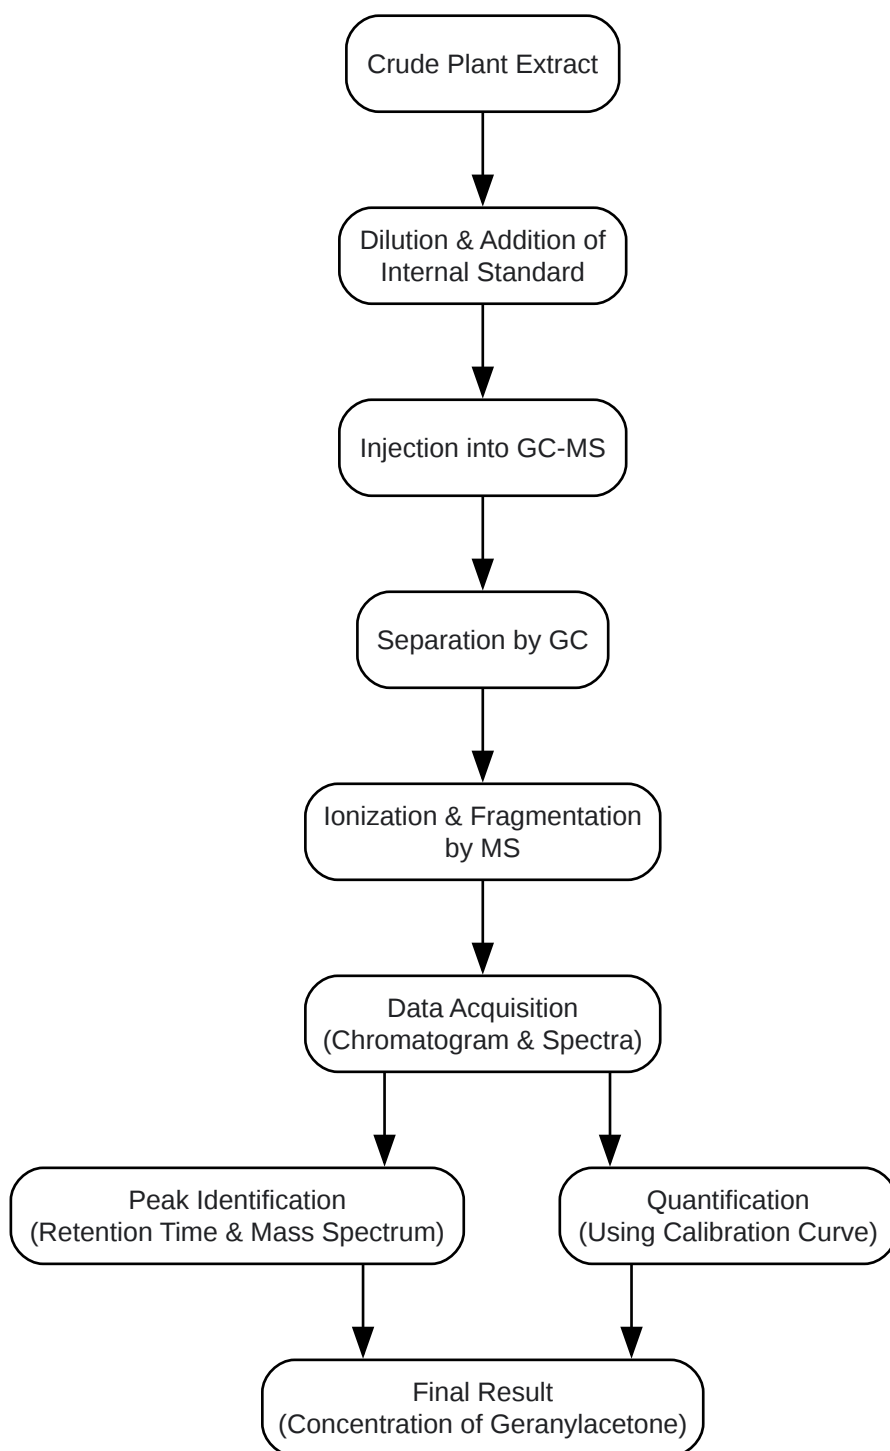 Crude Plant Extract
Dilution & Addition of
Internal Standard
Injection into GC-MS
Separation by GC
Ionization & Fragmentation
by MS
Data Acquisition
(Chromatogram & Spectra)
Peak Identification
(Retention Time & Mass Spectrum)
Quantification
(Using Calibration Curve)
Final Result
(Concentration of Geranylacetone)